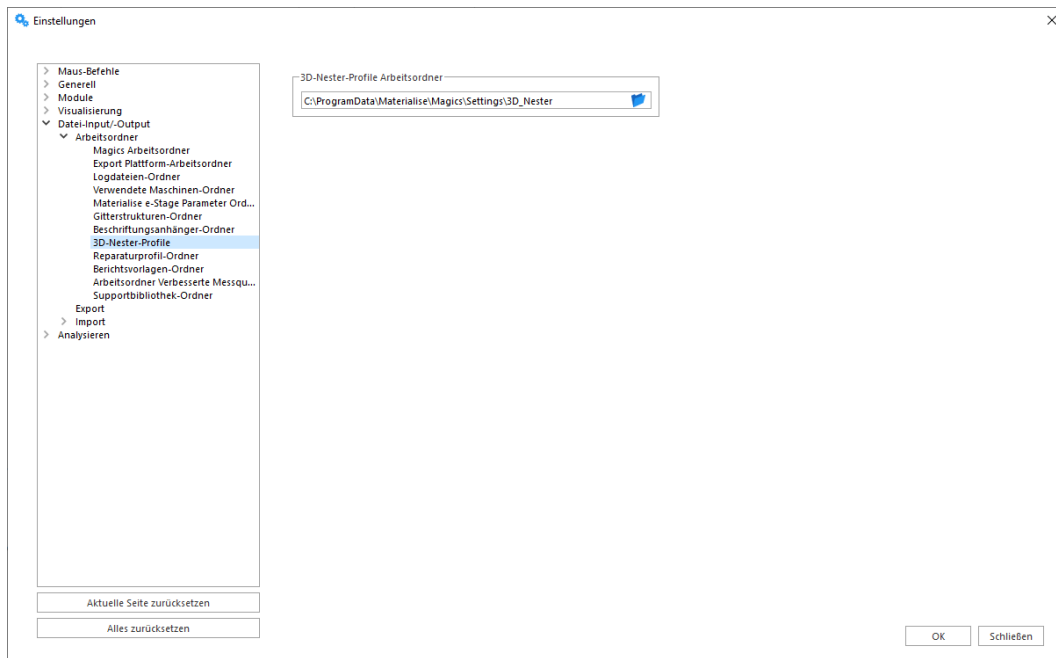 Einstellungen
Maus-Befehle
Generell
Module
Visualisierung
Datei-Input/-Output
Arbeitsordner
Magics Arbeitsordner
Export Plattform-Arbeitsordner
Logdateien-Ordner
Verwendete Maschinen-Ordner
Materialise e-Stage Parameter Ord...
Gitterstrukturen-Ordner
Beschriftungsanhänger-Ordner
3D-Nester-Profile
Reparaturprofil-Ordner
Berichtsvorlagen-Ordner
Arbeitsordner Verbesserte Messqu...
Supportbibliothek-Ordner
Export
Import
Analysieren
Aktuelle Seite zurücksetzen
Alles zurücksetzen
3D-Nester-Profile Arbeitsordner
C:\ProgramData\Materialise\Magics\Settings\3D_Nester
OK
Schließen